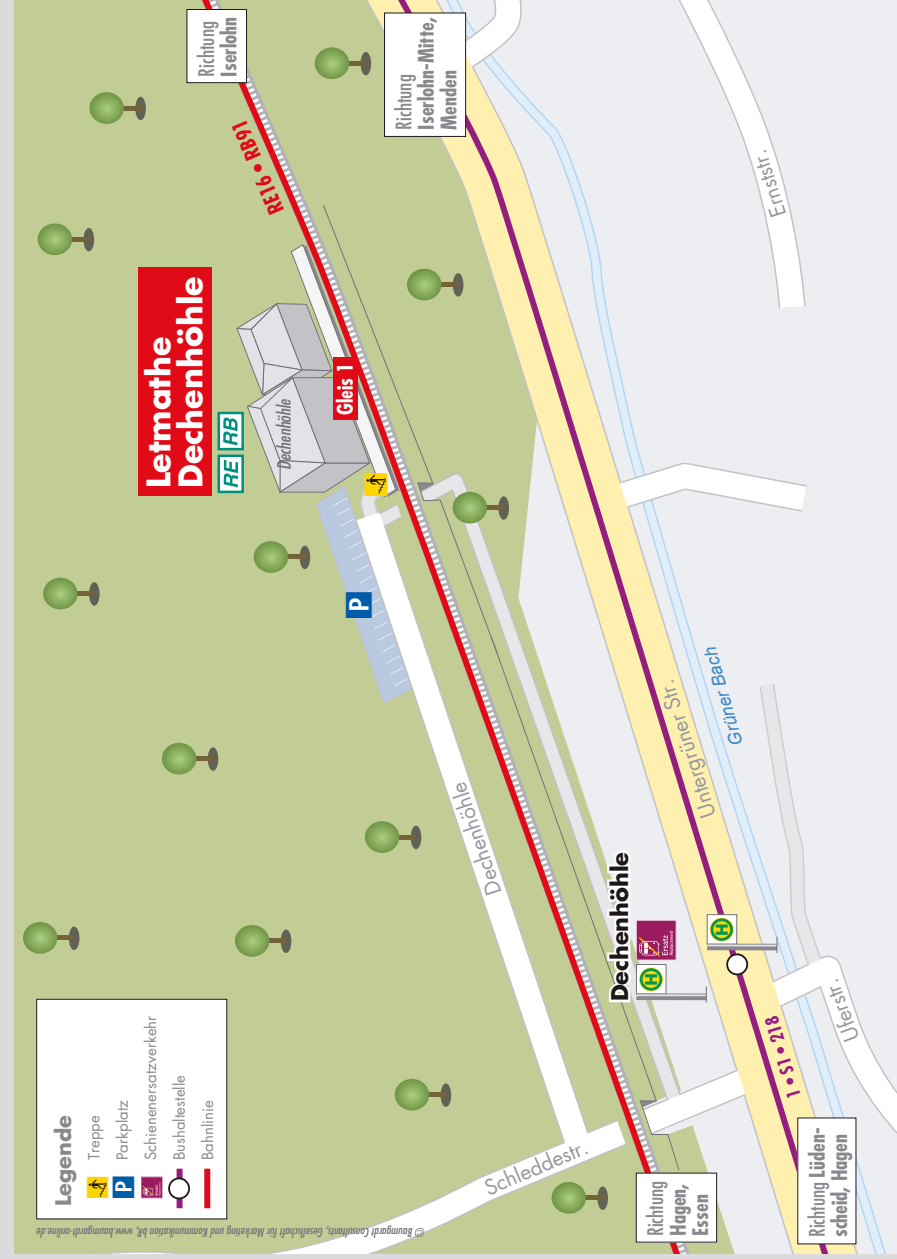 Letmathe
Dechenhöhle
RE RB
Richtung
Iserlohn
RE16 • RB91
Richtung
Iserlohn-Mitte,
Menden
Dechenhöhle
Gleis 1
P
Dechenhöhle
Untergrüner Str.
Grüner Bach
Ernststr.
Dechenhöhle
H
Ersatz
H
1 • S1 • 218
Uferstr.
Schleddestr.
Richtung
Hagen,
Essen
Richtung Lüden-
scheid, Hagen
Legende
Treppe
P Parkplatz
Schienenersatzverkehr
Bushaltestelle
Bahnlinie
© Baumgardt Consultants, Gesellschaft für Marketing und Kommunikation bR, www.baumgardt-online.de